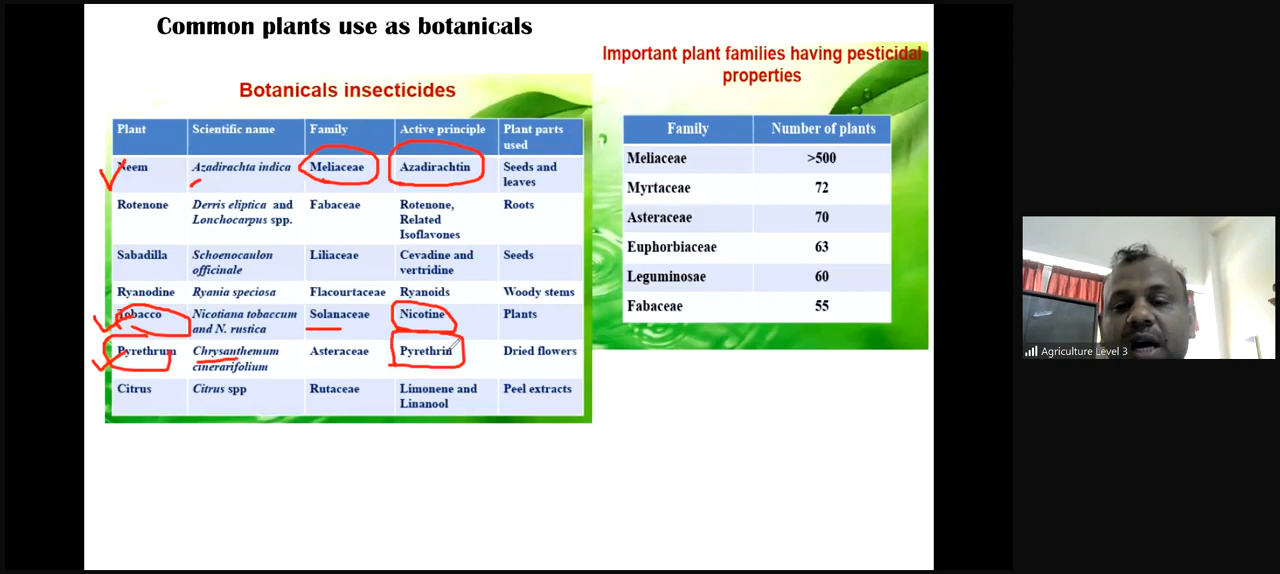 Common plants use as botanicals
Botanicals insecticides
Plant Scientific name Family Active principle Plant parts
used
Neem Azadirachta indica Meliaceae Azadirachtin Seeds and
leaves
Rotenone Derris eliptica and Fabaceae Rotenone, Roots
Lonchocarpus spp. Related
Isoflavones
Sabadilla Schoenocaulon Liliaceae Cevadine and Seeds
officinale vertridine
Ryanodine Ryania speciosa Flacourtaceae Ryanoids Woody stems
Tobacco Nicotiana tobaccum Solanaceae Nicotine Plants
and N. rustica
Pyrethrum Chrysanthemum Asteraceae Pyrethrin Dried flowers
cinerarifolium
Citrus Citrus spp Rutaceae Limonene and Peel extracts
Linanool
Important plant families having pesticidal
properties
Family Number of plants
Meliaceae >500
Myrtaceae 72
Asteraceae 70
Euphorbiaceae 63
Leguminosae 60
Fabaceae 55
Agriculture Level 3